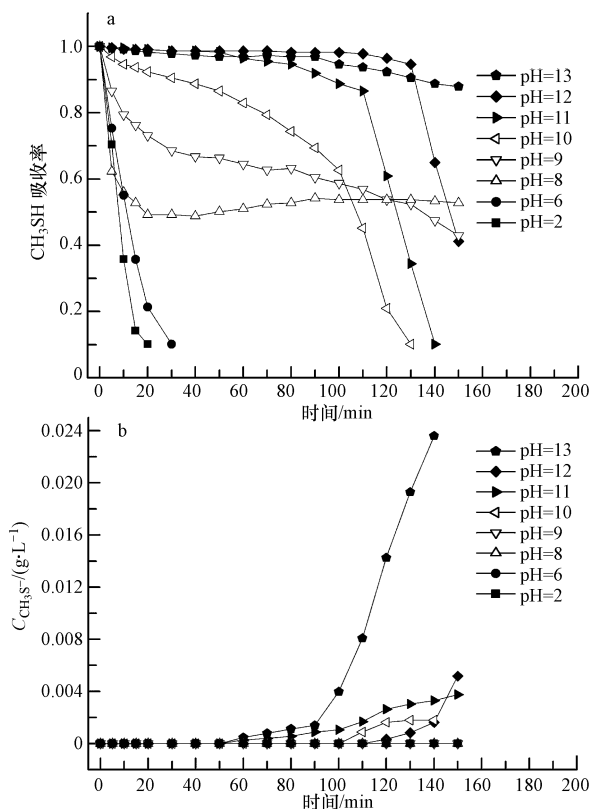 a
1.0
0.8
0.6
0.4
0.2
0
CH₃SH 吸收率
pH=13
pH=12
pH=11
pH=10
pH=9
pH=8
pH=6
pH=2
0 20 40 60 80 100 120 140 160 180 200
时间/min
b
0.024
0.020
0.016
0.012
0.008
0.004
0
C_CH₃S⁻/(g·L⁻¹)
pH=13
pH=12
pH=11
pH=10
pH=9
pH=8
pH=6
pH=2
0 20 40 60 80 100 120 140 160 180 200
时间/min